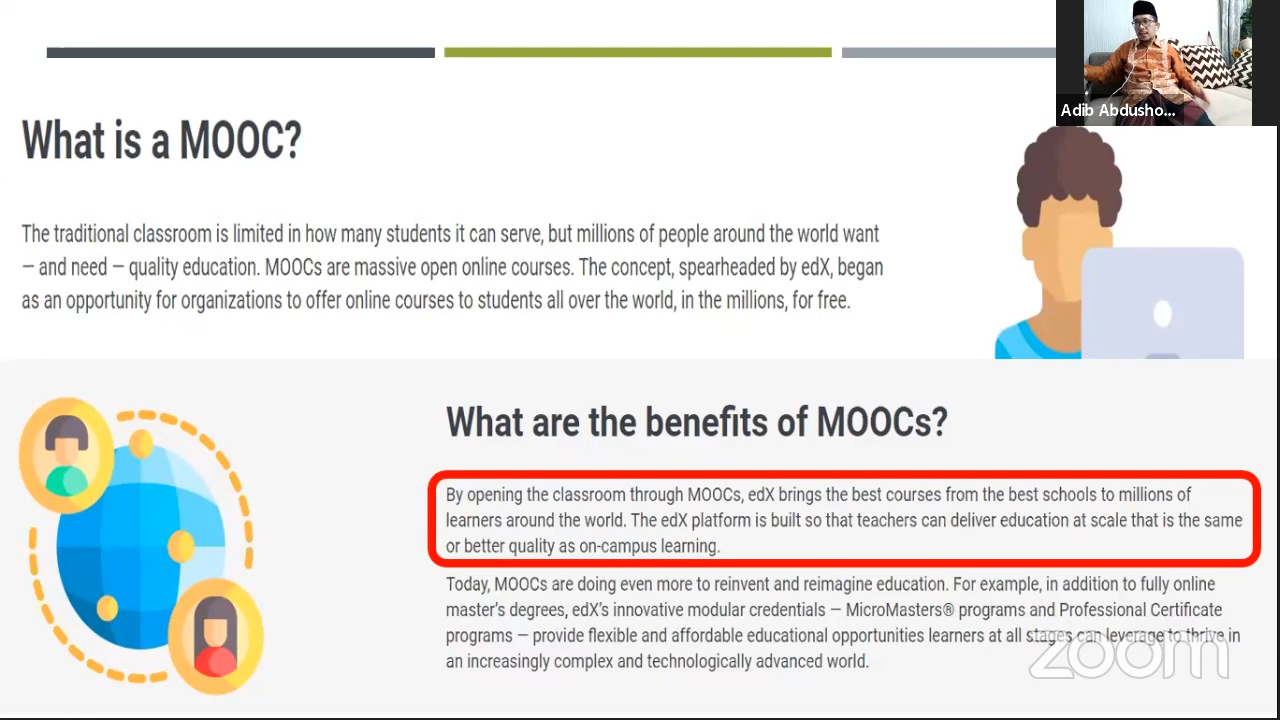 Adib Abdusho...
What is a MOOC?
The traditional classroom is limited in how many students it can serve, but millions of people around the world want
— and need — quality education. MOOCs are massive open online courses. The concept, spearheaded by edX, began
as an opportunity for organizations to offer online courses to students all over the world, in the millions, for free.
What are the benefits of MOOCs?
By opening the classroom through MOOCs, edX brings the best courses from the best schools to millions of
learners around the world. The edX platform is built so that teachers can deliver education at scale that is the same
or better quality as on-campus learning.
Today, MOOCs are doing even more to reinvent and reimagine education. For example, in addition to fully online
master's degrees, edX's innovative modular credentials — MicroMasters® programs and Professional Certificate
programs — provide flexible and affordable educational opportunities learners at all stages can leverage to thrive in
an increasingly complex and technologically advanced world.
zoom